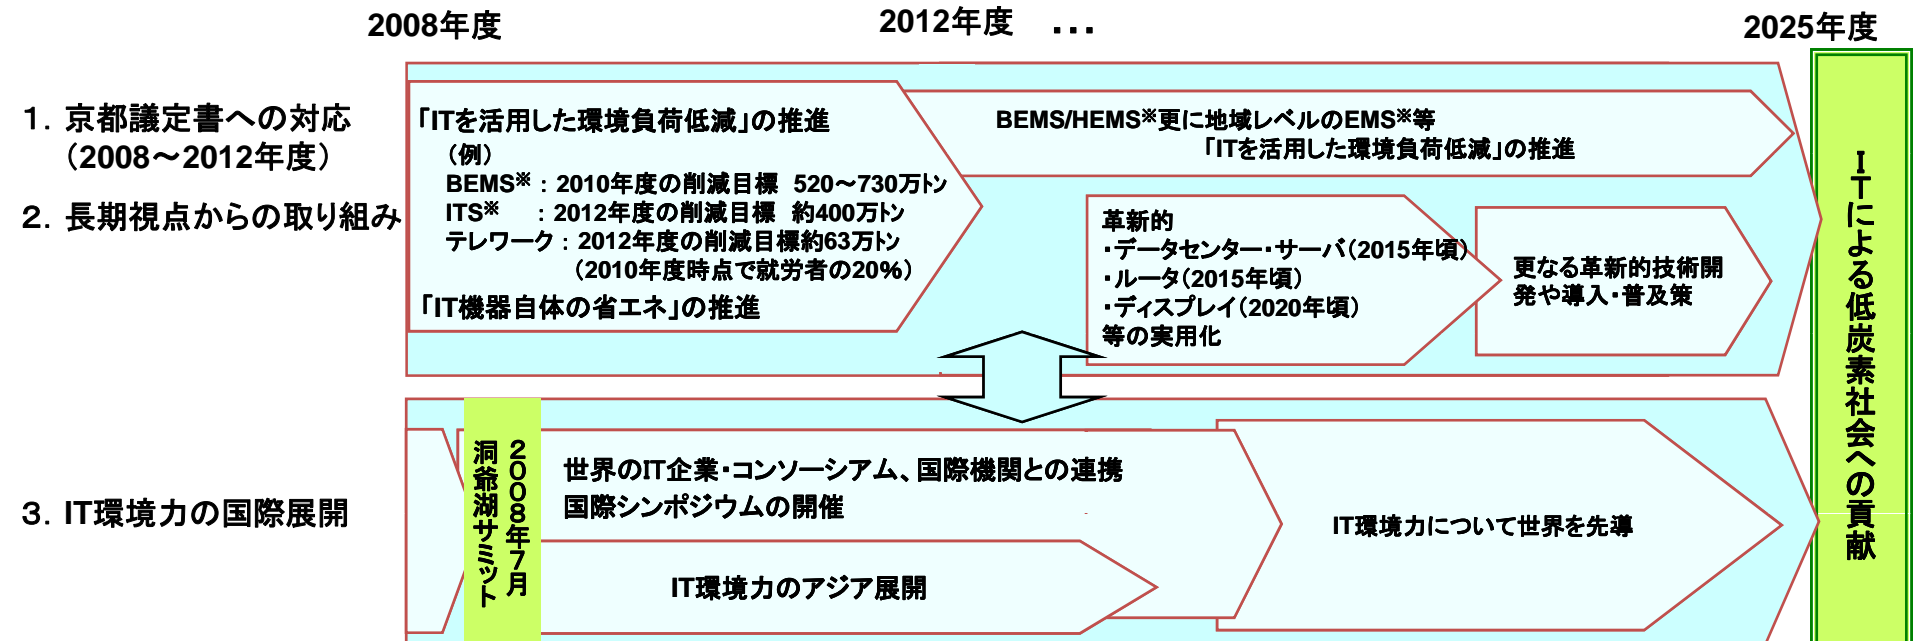 2008年度
2012年度 ・・・
2025年度
1. 京都議定書への対応
(2008～2012年度)
2. 長期視点からの取り組み
「ITを活用した環境負荷低減」の推進
(例)
BEMS※：2010年度の削減目標 520～730万トン
ITS※ ：2012年度の削減目標 約400万トン
テレワーク：2012年度の削減目標約63万トン
(2010年度時点で就労者の20%)
「IT機器自体の省エネ」の推進
BEMS/HEMS※更に地域レベルのEMS※等
「ITを活用した環境負荷低減」の推進
革新的
・データセンター・サーバ(2015年頃)
・ルータ(2015年頃)
・ディスプレイ(2020年頃)
等の実用化
更なる革新的技術開
発や導入・普及策
3. IT環境力の国際展開
2008年7月
洞爺湖サミット
世界のIT企業・コンソーシアム、国際機関との連携
国際シンポジウムの開催
IT環境力のアジア展開
IT環境力について世界を先導
ITによる低炭素社会への貢献